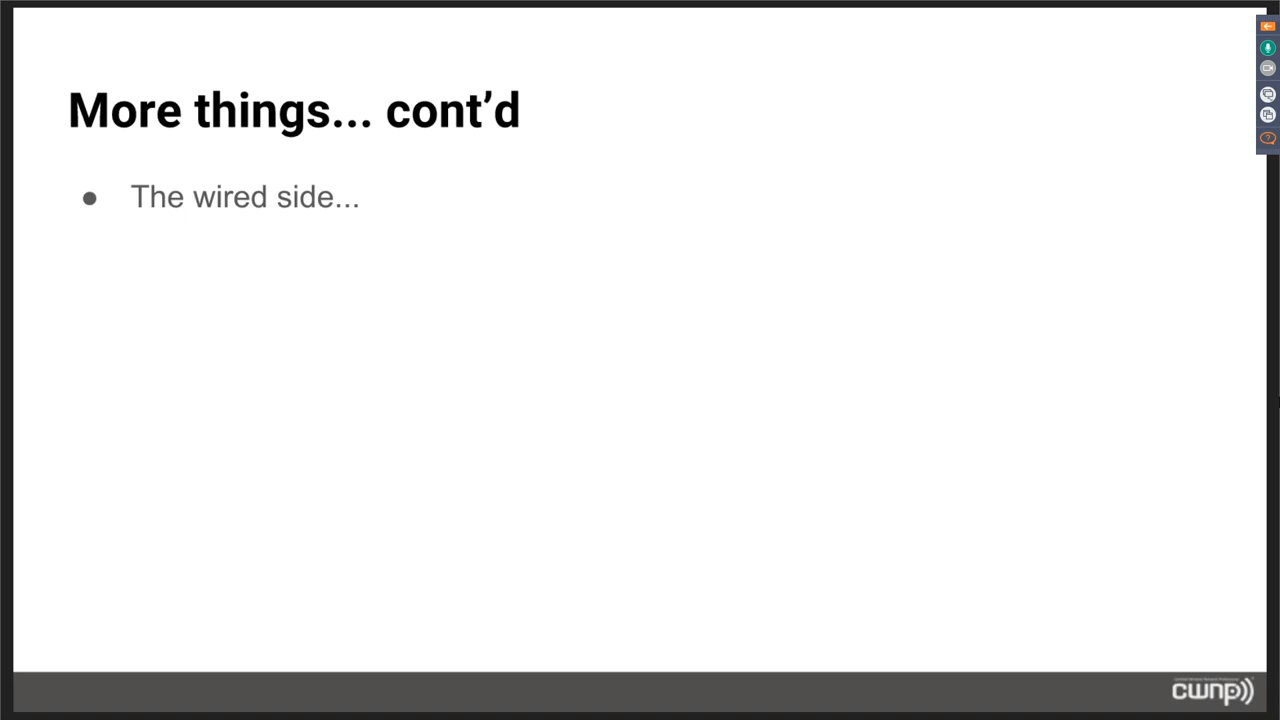 More things... cont’d
● The wired side...
cwnp